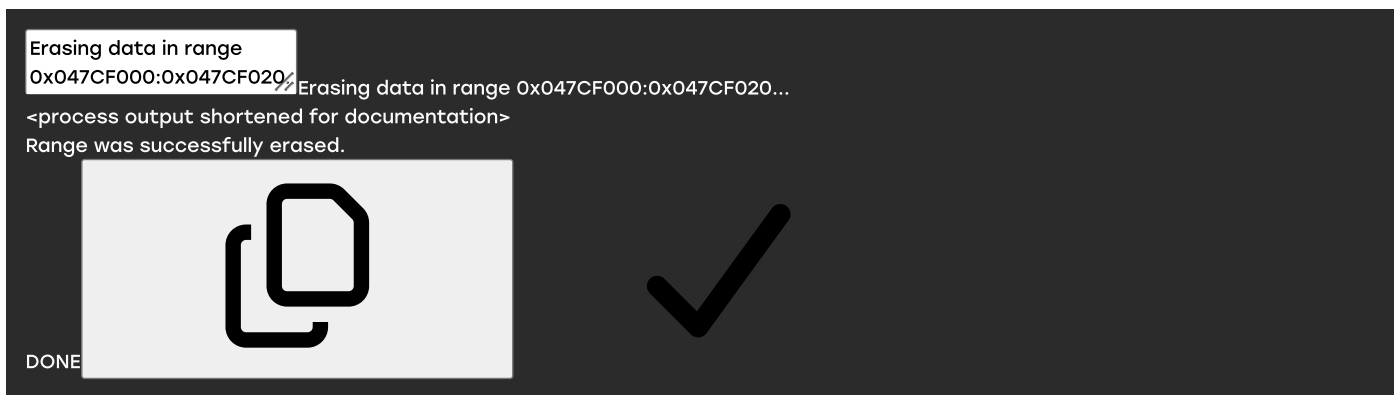 Erasing data in range
0x047CF000:0x047CF020.
Erasing data in range 0x047CF000:0x047CF020...
<process output shortened for documentation>
Range was successfully erased.
DONE